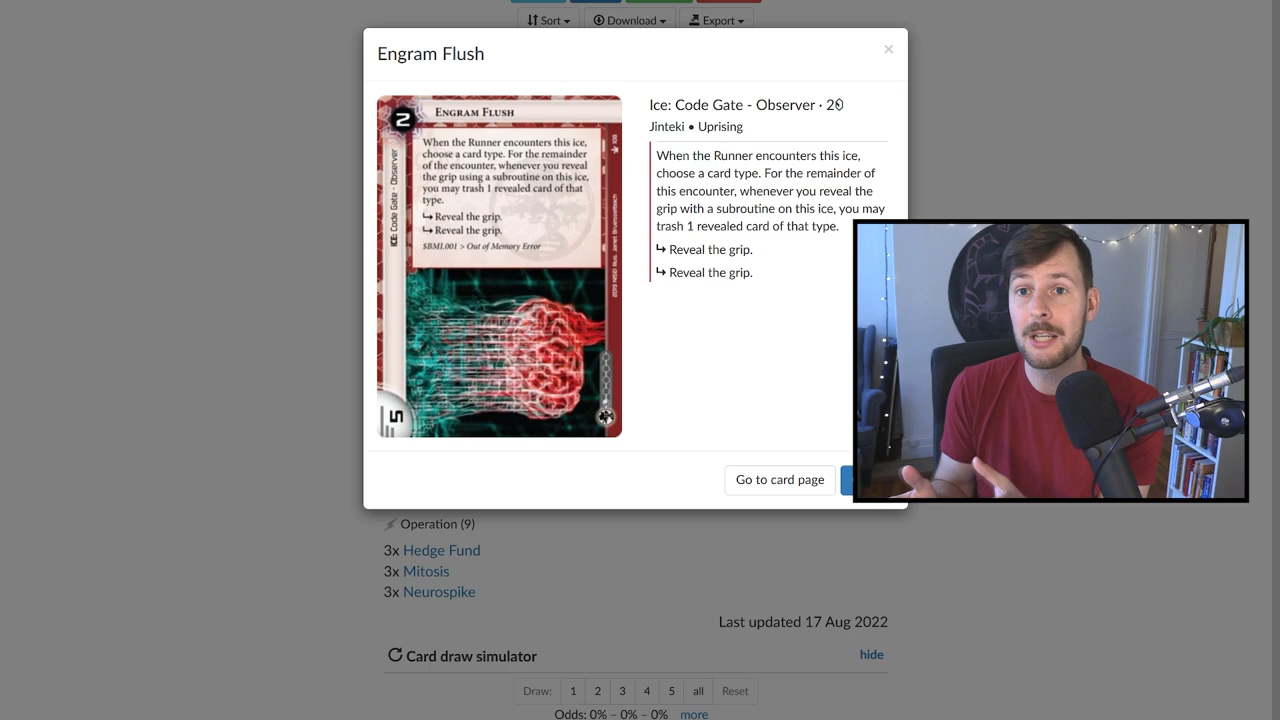 Sort
Download
Export
Engram Flush
×
2
Engram Flush
When the Runner encounters this ice,
choose a card type. For the remainder
of the encounter, whenever you reveal
the grip using a subroutine on this ice,
you may trash 1 revealed card of that
type.
↳ Reveal the grip.
↳ Reveal the grip.
$BMI.001 > Out of Memory Error
ICE: Code Gate - Observer
5
Ice: Code Gate - Observer · 2
Jinteki • Uprising
When the Runner encounters this ice,
choose a card type. For the remainder of
this encounter, whenever you reveal the
grip with a subroutine on this ice, you may
trash 1 revealed card of that type.
↳ Reveal the grip.
↳ Reveal the grip.
Go to card page
Operation (9)
3x Hedge Fund
3x Mitosis
3x Neurospike
Last updated 17 Aug 2022
Card draw simulator
hide
Draw: 1 2 3 4 5 all Reset
Odds: 0% – 0% – 0% more